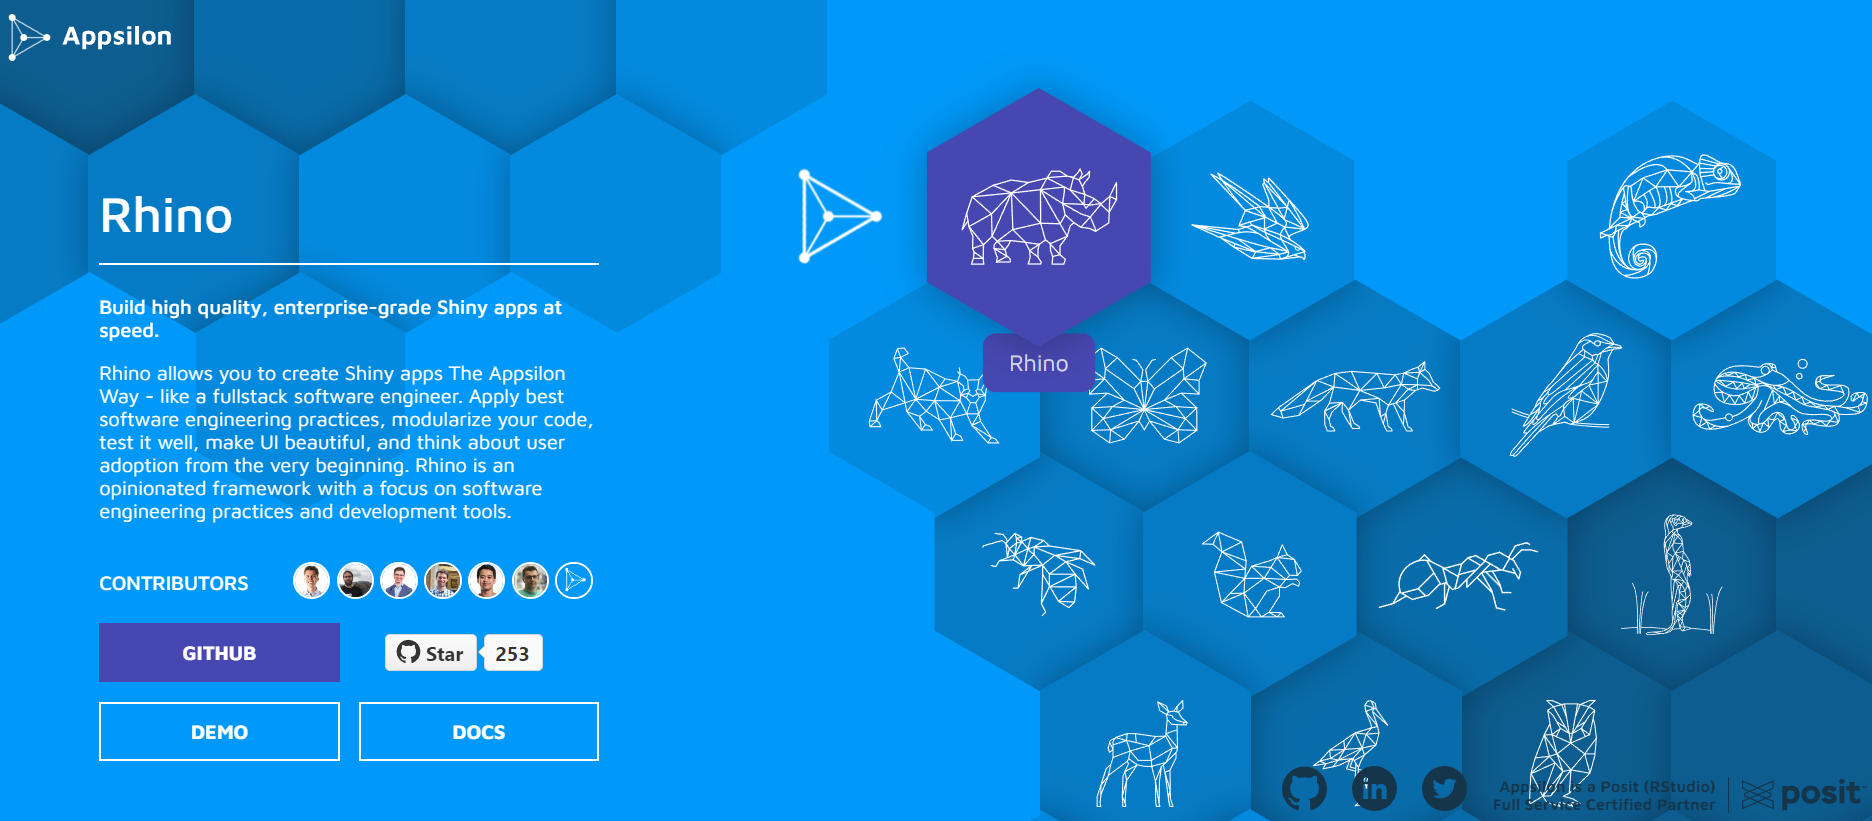 Appsilon
Rhino
Build high quality, enterprise-grade Shiny apps at
speed.
Rhino allows you to create Shiny apps The Appsilon
Way - like a fullstack software engineer. Apply best
software engineering practices, modularize your code,
test it well, make UI beautiful, and think about user
adoption from the very beginning. Rhino is an
opinionated framework with a focus on software
engineering practices and development tools.
CONTRIBUTORS
GITHUB
Star 253
DEMO
DOCS
Rhino
in
Appsilon is a Posit (RStudio)
Full Service Certified Partner
posit